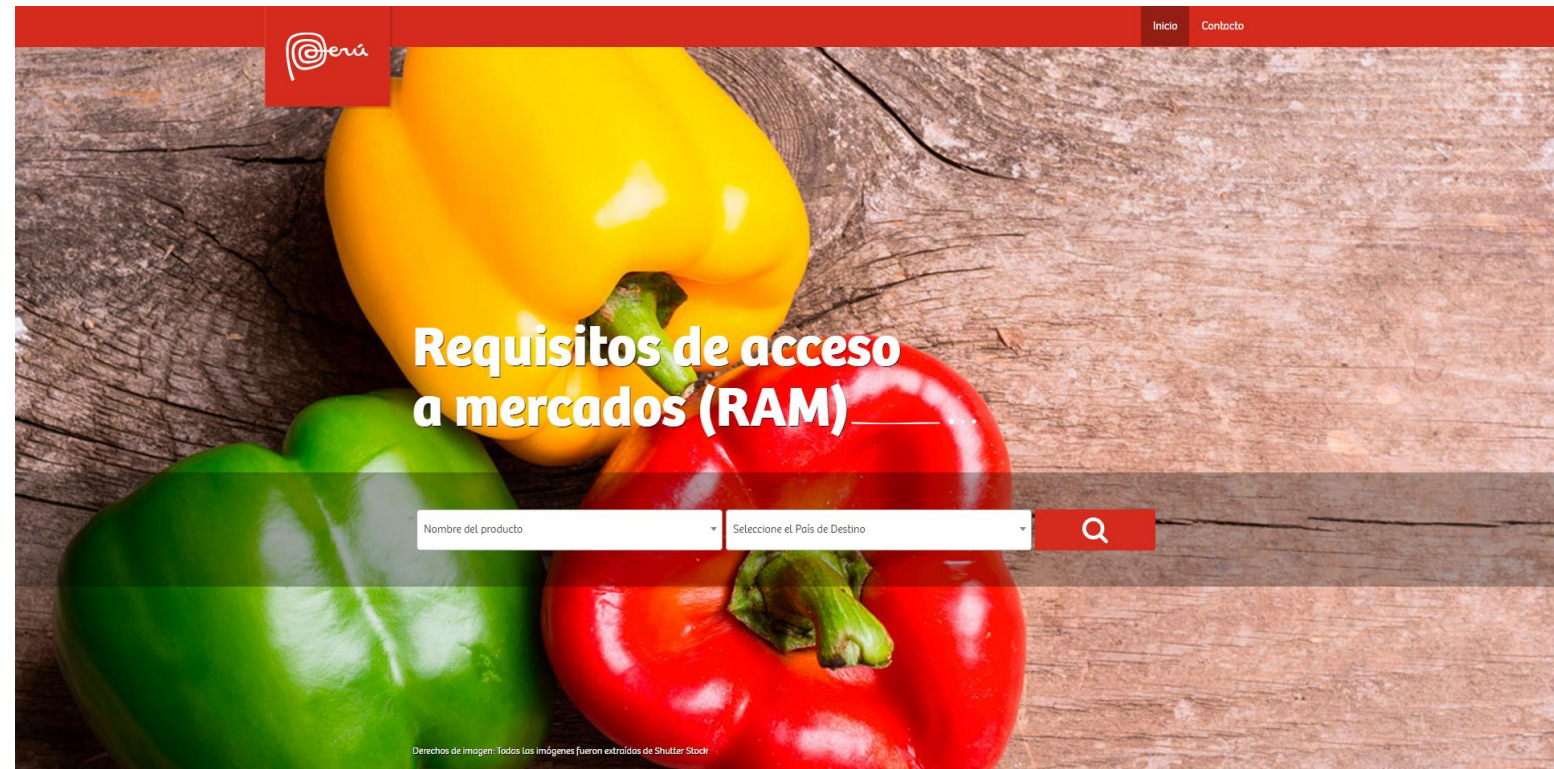 Perú
Inicio Contacto
Requisitos de acceso
a mercados (RAM)
Nombre del producto
Seleccione el País de Destino
Derechos de imagen: Todas las imágenes fueron extraídas de Shutter Stock